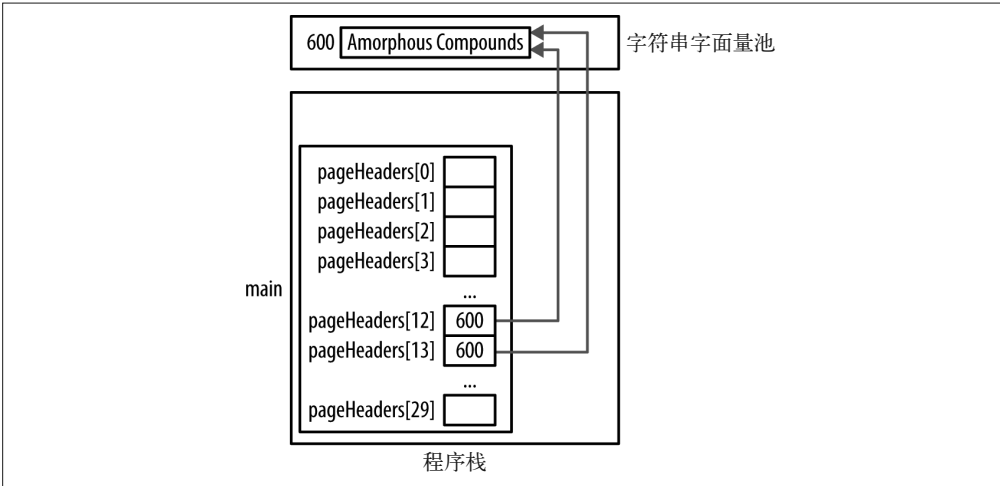 600 Amorphous Compounds 字符串字面量池
pageHeaders[0]
pageHeaders[1]
pageHeaders[2]
pageHeaders[3]
main
...
pageHeaders[12] 600
pageHeaders[13] 600
...
pageHeaders[29]
程序栈